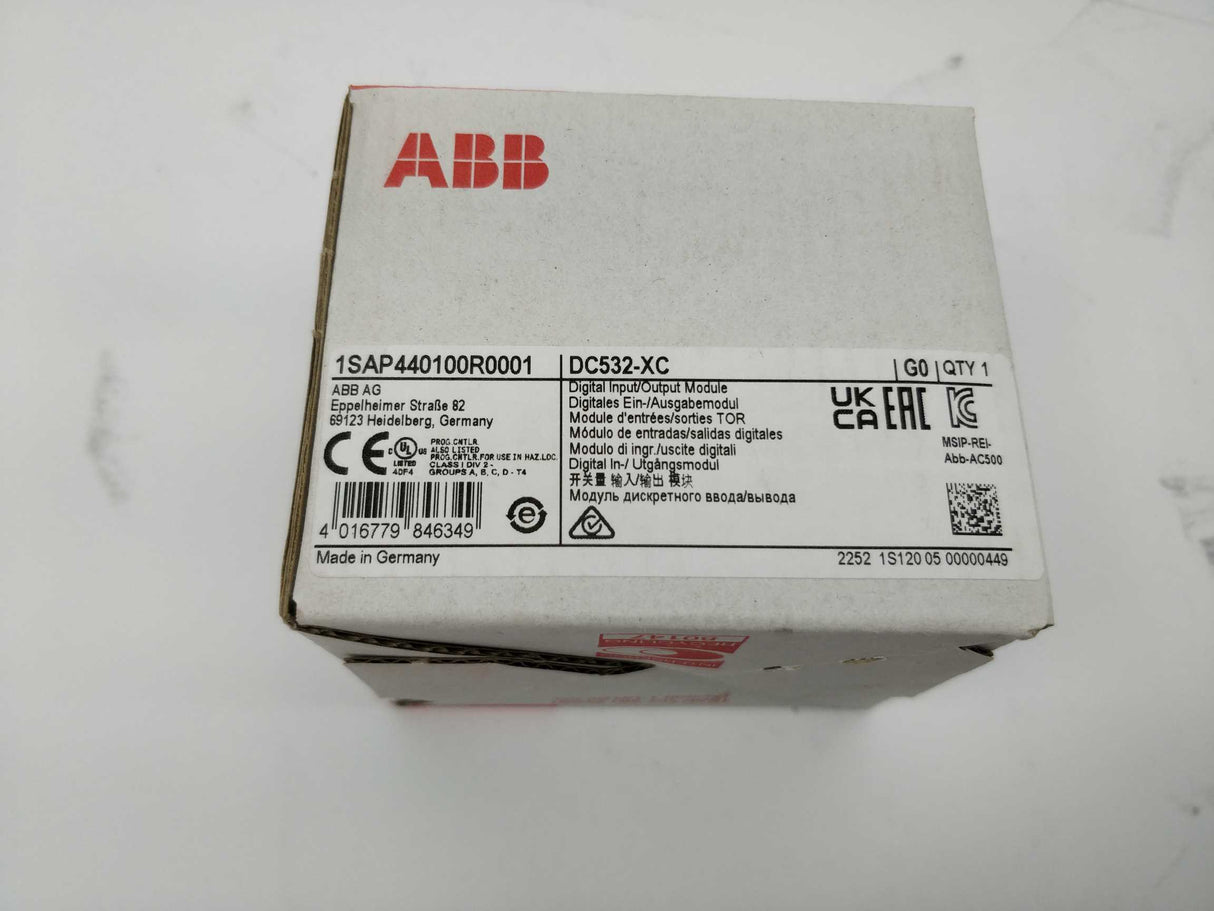 ABB
1SAP440100R0001
DC532-XC
G0
QTY 1
ABB AG
Eppelheimer Straße 82
69123 Heidelberg, Germany
CE
C UL US
LISTED
4DF4
PROG.CNTLR.
ALSO LISTED
PROG.CNTLR.FOR USE IN HAZ.LOC.
CLASS I DIV 2 -
GROUPS A, B, C, D - T4
4 016779 846349
e
Digital Input/Output Module
Digitales Ein-/Ausgabemodul
Module d'entrées/sorties TOR
Módulo de entradas/salidas digitales
Modulo di ingr./uscite digitali
Digital In-/ Utgångsmodul
开关量 输入/输出 模块
Модуль дискретного ввода/вывода
UK
CA
EAC
MSIP-REI-
Abb-AC500
Made in Germany
2252 1S120 05 00000449